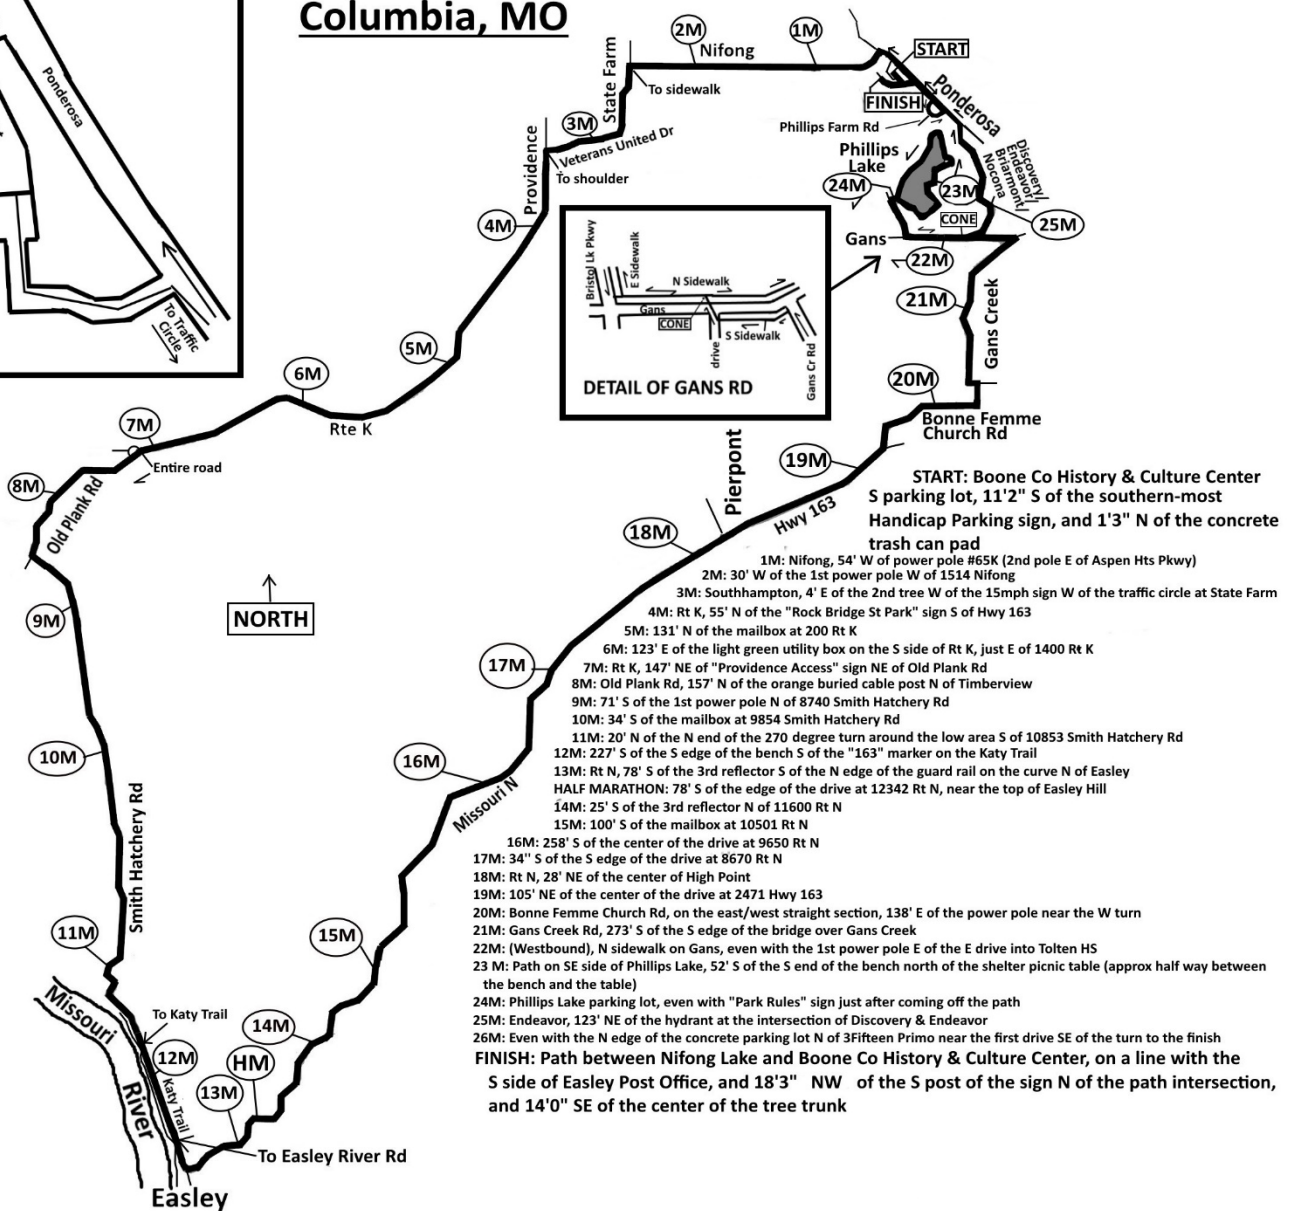 Columbia, MO
Ponderosa
To Traffic
Circle
2M
1M
Nifong
State Farm
To sidewalk
START
FINISH
Ponderosa
Phillips Farm Rd
Phillips
Lake
Discovery/
Endeavor/
Briarmont/
Nocona
3M
Veterans United Dr
To shoulder
Providence
4M
24M
23M
CONE
25M
Gans
22M
21M
Gans Creek
Bristol Lk Pkwy
E Sidewalk
N Sidewalk
Gans
CONE
S Sidewalk
drive
Gans Cr Rd
DETAIL OF GANS RD
5M
6M
Rte K
7M
Entire road
8M
Old Plank Rd
20M
Bonne Femme
Church Rd
19M
Pierpont
Hwy 163
18M
NORTH
9M
17M
10M
16M
Missouri N
Smith Hatchery Rd
11M
15M
Missouri
River
To Katy Trail
14M
12M
HM
13M
Katy Trail
To Easley River Rd
Easley
START: Boone Co History & Culture Center
S parking lot, 11'2" S of the southern-most
Handicap Parking sign, and 1'3" N of the concrete
trash can pad
1M: Nifong, 54' W of power pole #65K (2nd pole E of Aspen Hts Pkwy)
2M: 30' W of the 1st power pole W of 1514 Nifong
3M: Southhampton, 4' E of the 2nd tree W of the 15mph sign W of the traffic circle at State Farm
4M: Rt K, 55' N of the "Rock Bridge St Park" sign S of Hwy 163
5M: 131' N of the mailbox at 200 Rt K
6M: 123' E of the light green utility box on the S side of Rt K, just E of 1400 Rt K
7M: Rt K, 147' NE of "Providence Access" sign NE of Old Plank Rd
8M: Old Plank Rd, 157' N of the orange buried cable post N of Timberview
9M: 71' S of the 1st power pole N of 8740 Smith Hatchery Rd
10M: 34' S of the mailbox at 9854 Smith Hatchery Rd
11M: 20' N of the N end of the 270 degree turn around the low area S of 10853 Smith Hatchery Rd
12M: 227' S of the S edge of the bench S of the "163" marker on the Katy Trail
13M: Rt N, 78' S of the 3rd reflector S of the N edge of the guard rail on the curve N of Easley
HALF MARATHON: 78' S of the edge of the drive at 12342 Rt N, near the top of Easley Hill
14M: 25' S of the 3rd reflector N of 11600 Rt N
15M: 100' S of the mailbox at 10501 Rt N
16M: 258' S of the center of the drive at 9650 Rt N
17M: 34'' S of the S edge of the drive at 8670 Rt N
18M: Rt N, 28' NE of the center of High Point
19M: 105' NE of the center of the drive at 2471 Hwy 163
20M: Bonne Femme Church Rd, on the east/west straight section, 138' E of the power pole near the W turn
21M: Gans Creek Rd, 273' S of the S edge of the bridge over Gans Creek
22M: (Westbound), N sidewalk on Gans, even with the 1st power pole E of the E drive into Tolten HS
23 M: Path on SE side of Phillips Lake, 52' S of the S end of the bench north of the shelter picnic table (approx half way between
the bench and the table)
24M: Phillips Lake parking lot, even with "Park Rules" sign just after coming off the path
25M: Endeavor, 123' NE of the hydrant at the intersection of Discovery & Endeavor
26M: Even with the N edge of the concrete parking lot N of 3Fifteen Primo near the first drive SE of the turn to the finish
FINISH: Path between Nifong Lake and Boone Co History & Culture Center, on a line with the
S side of Easley Post Office, and 18'3" NW of the S post of the sign N of the path intersection,
and 14'0" SE of the center of the tree trunk